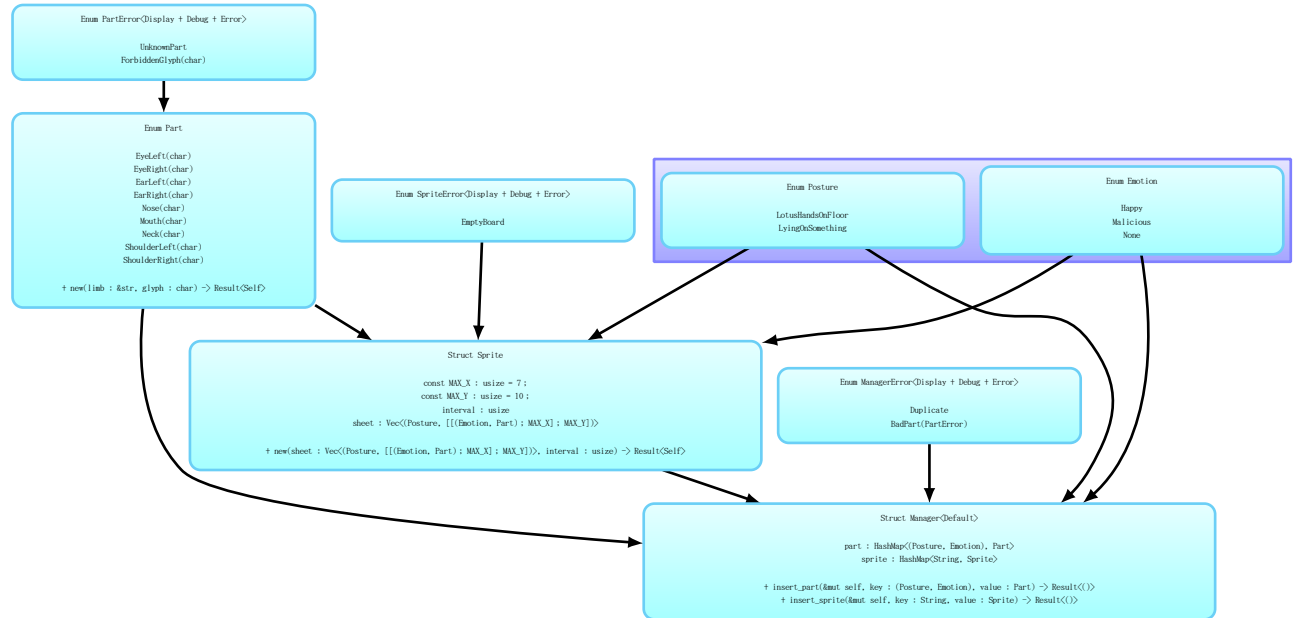 Enum PartError<Display + Debug + Error>
UnknownPart
ForbiddenGlyph(char)
Enum Part
EyeLeft(char)
EyeRight(char)
EarLeft(char)
EarRight(char)
Nose(char)
Mouth(char)
Neck(char)
ShoulderLeft(char)
ShoulderRight(char)
+ new(limb : &str, glyph : char) -> Result<Self>
Enum SpriteError<Display + Debug + Error>
EmptyBoard
Enum Posture
LotusHandsOnFloor
LyingOnSomething
Enum Emotion
Happy
Malicious
None
Struct Sprite
const MAX_X : usize = 7 ;
const MAX_Y : usize = 10 ;
interval : usize
sheet : Vec<(Posture, [[(Emotion, Part) ; MAX_X] ; MAX_Y])>
+ new(sheet : Vec<(Posture, [[(Emotion, Part) ; MAX_X] ; MAX_Y])>, interval : usize) -> Result<Self>
Enum ManagerError<Display + Debug + Error>
Duplicate
BadPart(PartError)
Struct Manager<Default>
part : HashMap<(Posture, Emotion), Part>
sprite : HashMap<String, Sprite>
+ insert_part(&mut self, key : (Posture, Emotion), value : Part) -> Result<()>
+ insert_sprite(&mut self, key : String, value : Sprite) -> Result<()>